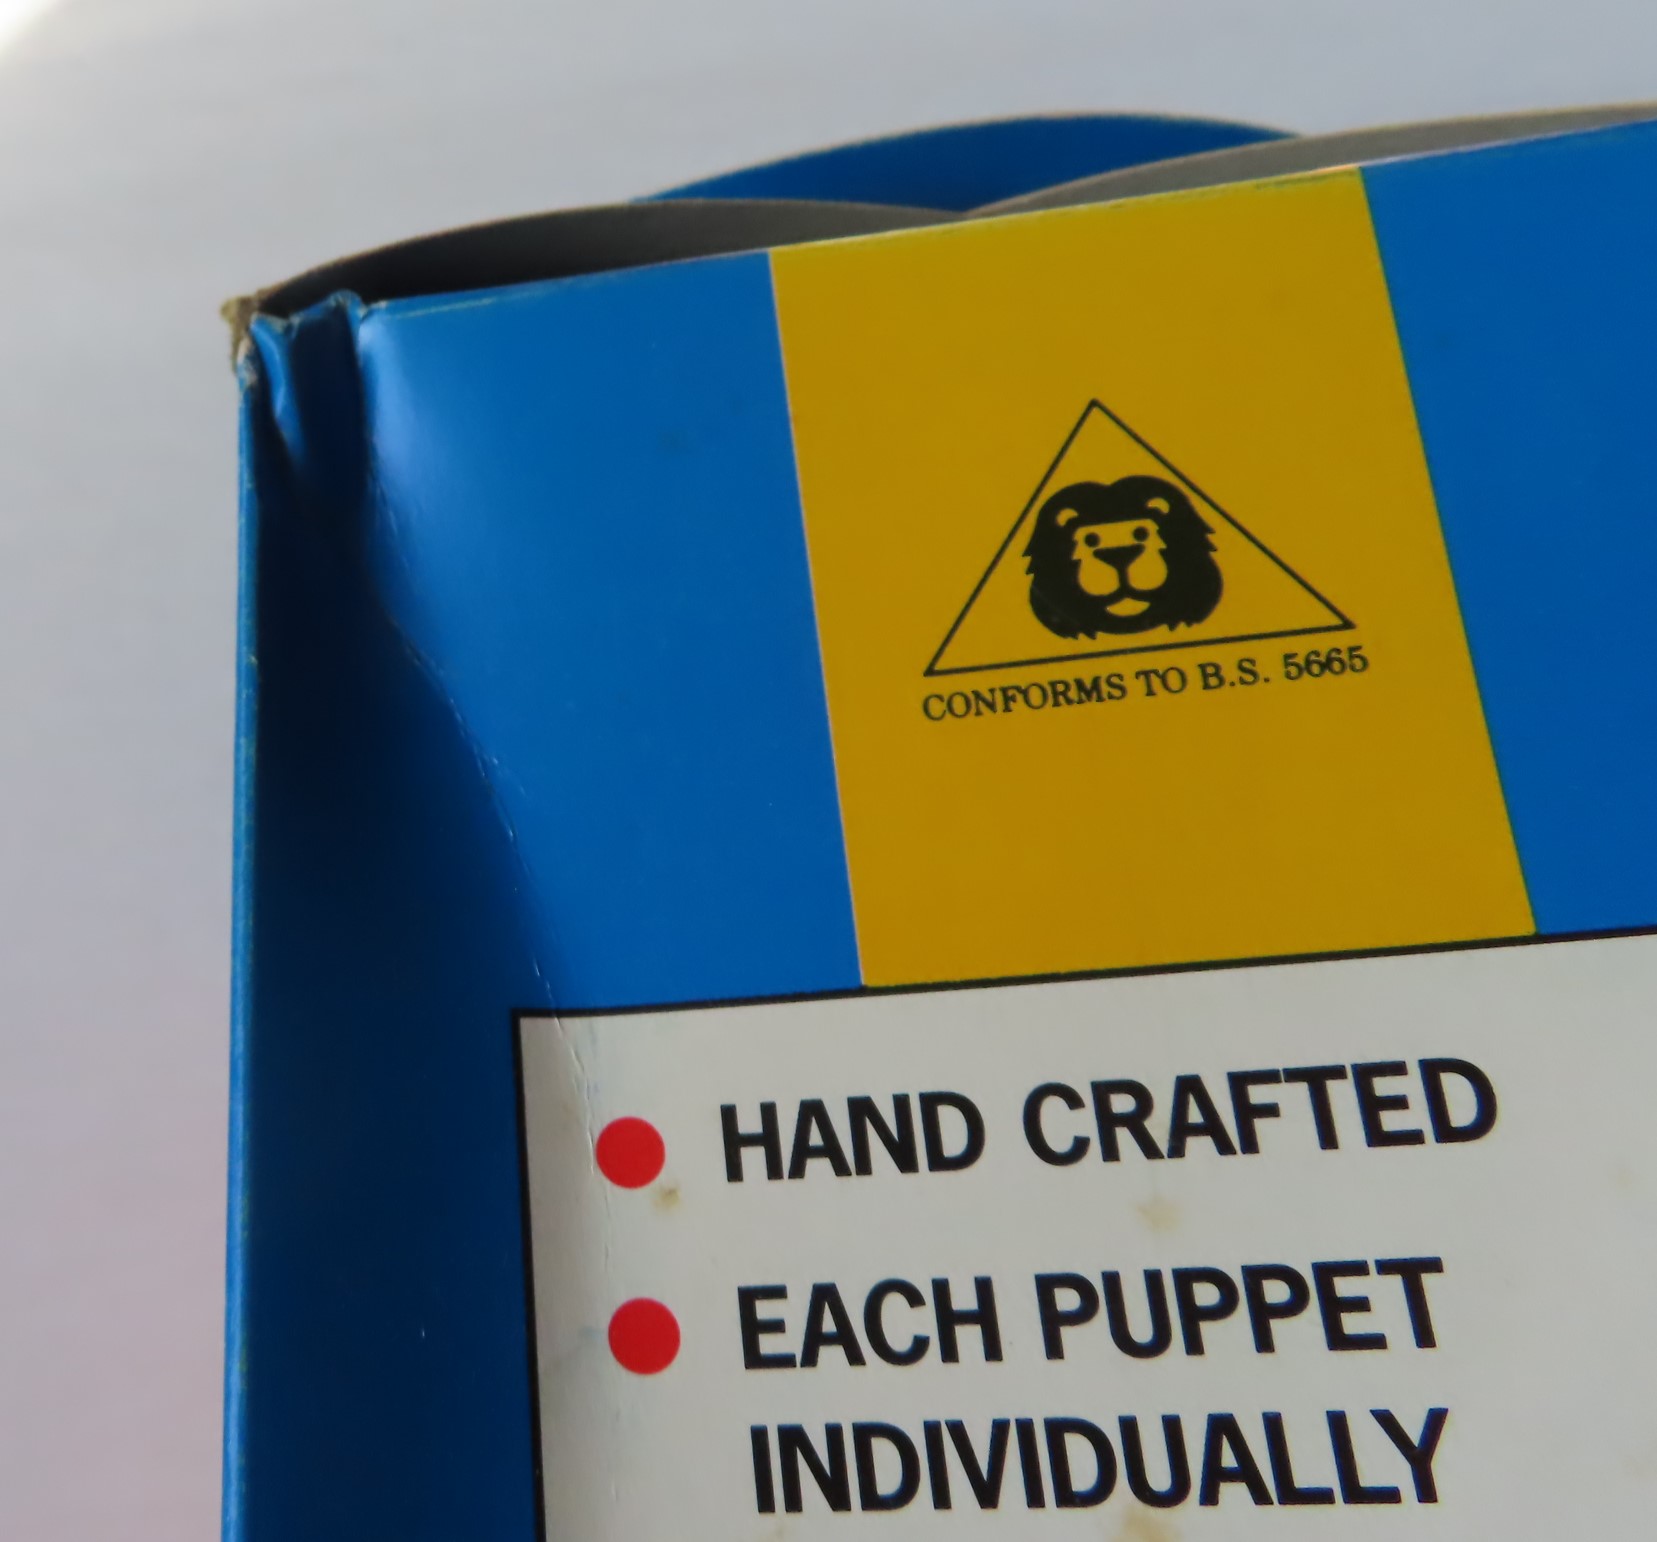 CONFORMS TO B.S. 5665
HAND CRAFTED
EACH PUPPET
INDIVIDUALLY